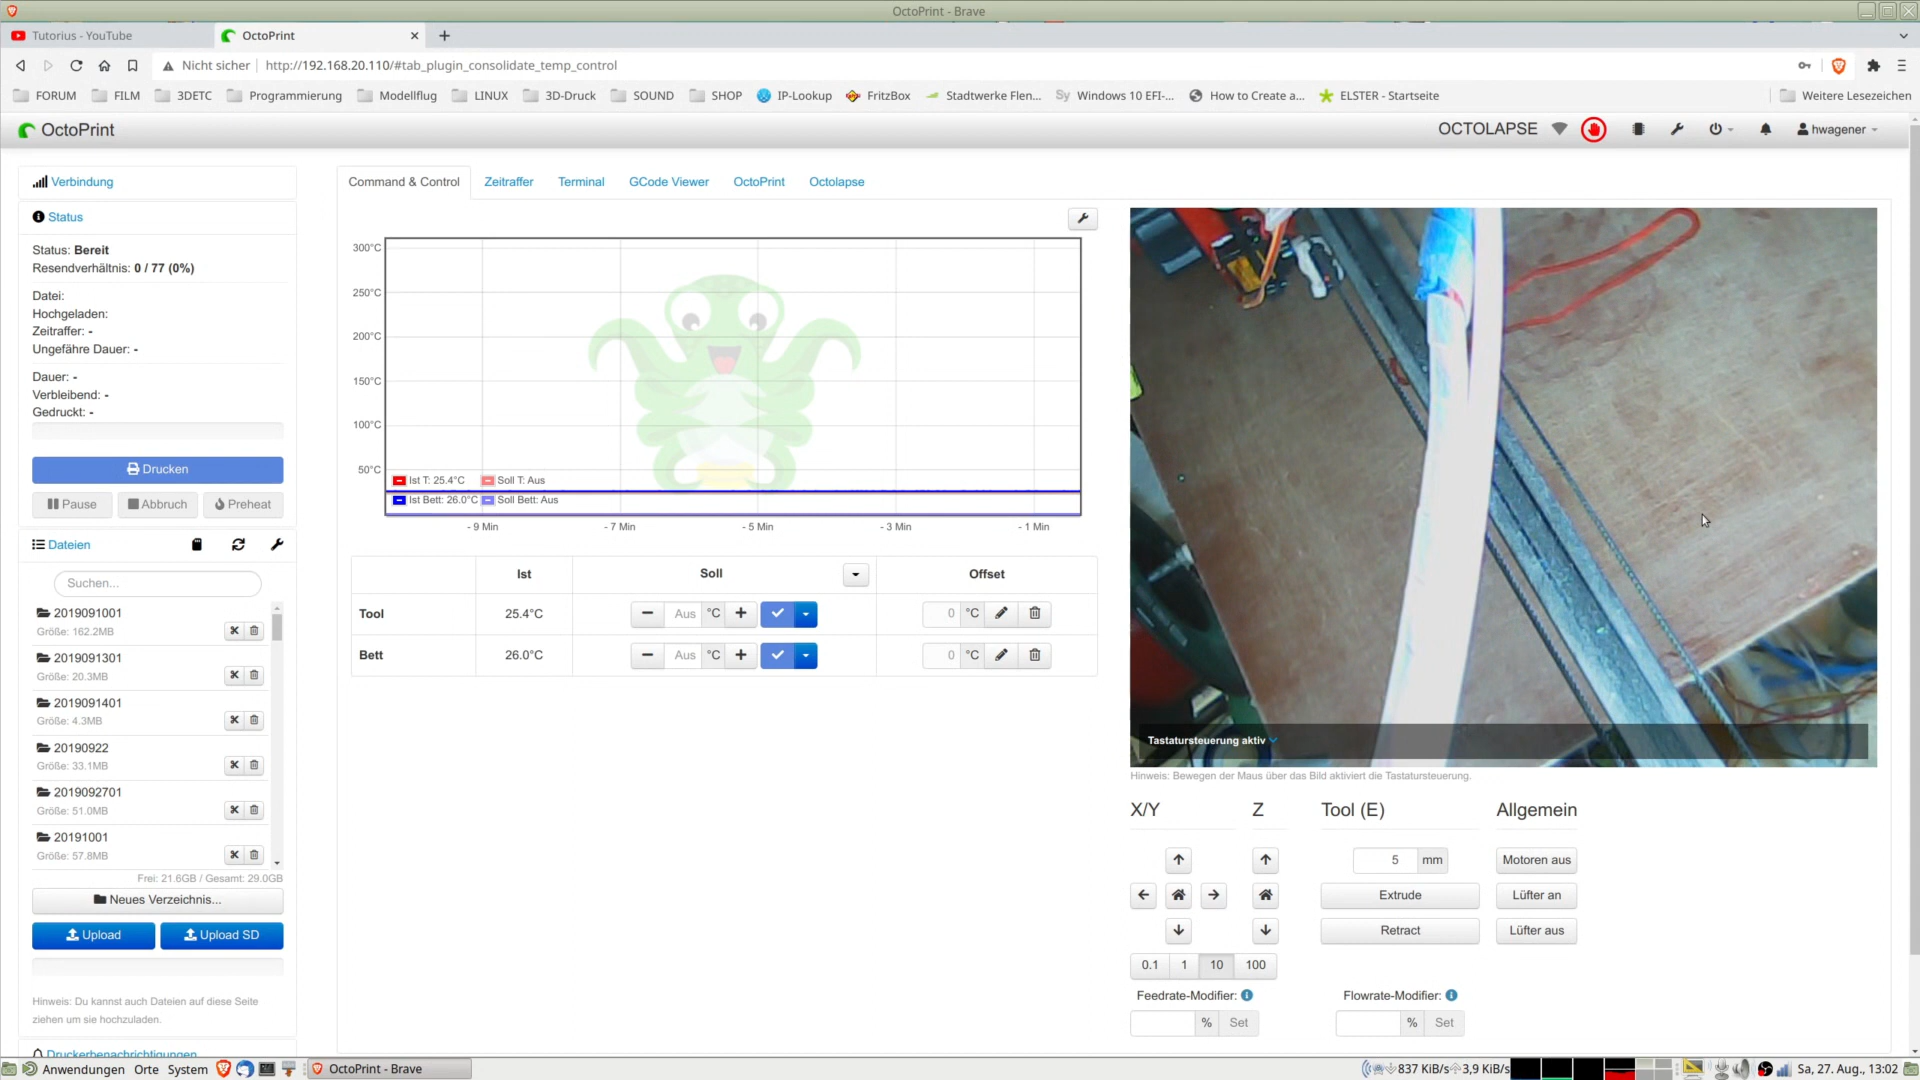 OctoPrint - Brave
Tutorius - YouTube
OctoPrint
Nicht sicher
http://192.168.20.110/#tab_plugin_consolidate_temp_control
FORUM FILM 3DETC Programmierung Modellflug LINUX 3D-Druck SOUND SHOP IP-Lookup FritzBox Stadtwerke Flen... Sy Windows 10 EFI-... How to Create a... ELSTER - Startseite Weitere Lesezeichen
OctoPrint
OCTOLAPSE
hwagener
Verbindung
Status
Status: Bereit
Resendverhältnis: 0 / 77 (0%)
Datei:
Hochgeladen:
Zeitraffer: -
Ungefähre Dauer: -
Dauer: -
Verbleibend: -
Gedruckt: -
Drucken
Pause Abbruch Preheat
Dateien
Suchen...
2019091001
Größe: 162.2MB
2019091301
Größe: 20.3MB
2019091401
Größe: 4.3MB
20190922
Größe: 33.1MB
2019092701
Größe: 51.0MB
20191001
Größe: 57.8MB
Frei: 21.6GB / Gesamt: 29.0GB
Neues Verzeichnis...
Upload Upload SD
Hinweis: Du kannst auch Dateien auf diese Seite
ziehen um sie hochzuladen.
Druckerbenachrichtigungen
Command & Control Zeitraffer Terminal GCode Viewer OctoPrint Octolapse
300°C
250°C
200°C
150°C
100°C
50°C
Ist T: 25.4°C Soll T: Aus
Ist Bett: 26.0°C Soll Bett: Aus
- 9 Min - 7 Min - 5 Min - 3 Min - 1 Min
Ist Soll Offset
Tool 25.4°C Aus °C 0 °C
Bett 26.0°C Aus °C 0 °C
Tastatursteuerung aktiv
Hinweis: Bewegen der Maus über das Bild aktiviert die Tastatursteuerung.
X/Y Z Tool (E) Allgemein
5 mm Motoren aus
Extrude Lüfter an
Retract Lüfter aus
0.1 1 10 100
Feedrate-Modifier: Flowrate-Modifier:
% Set % Set
Anwendungen Orte System OctoPrint - Brave 837 KiB/s 3,9 KiB/s Sa, 27. Aug., 13:02